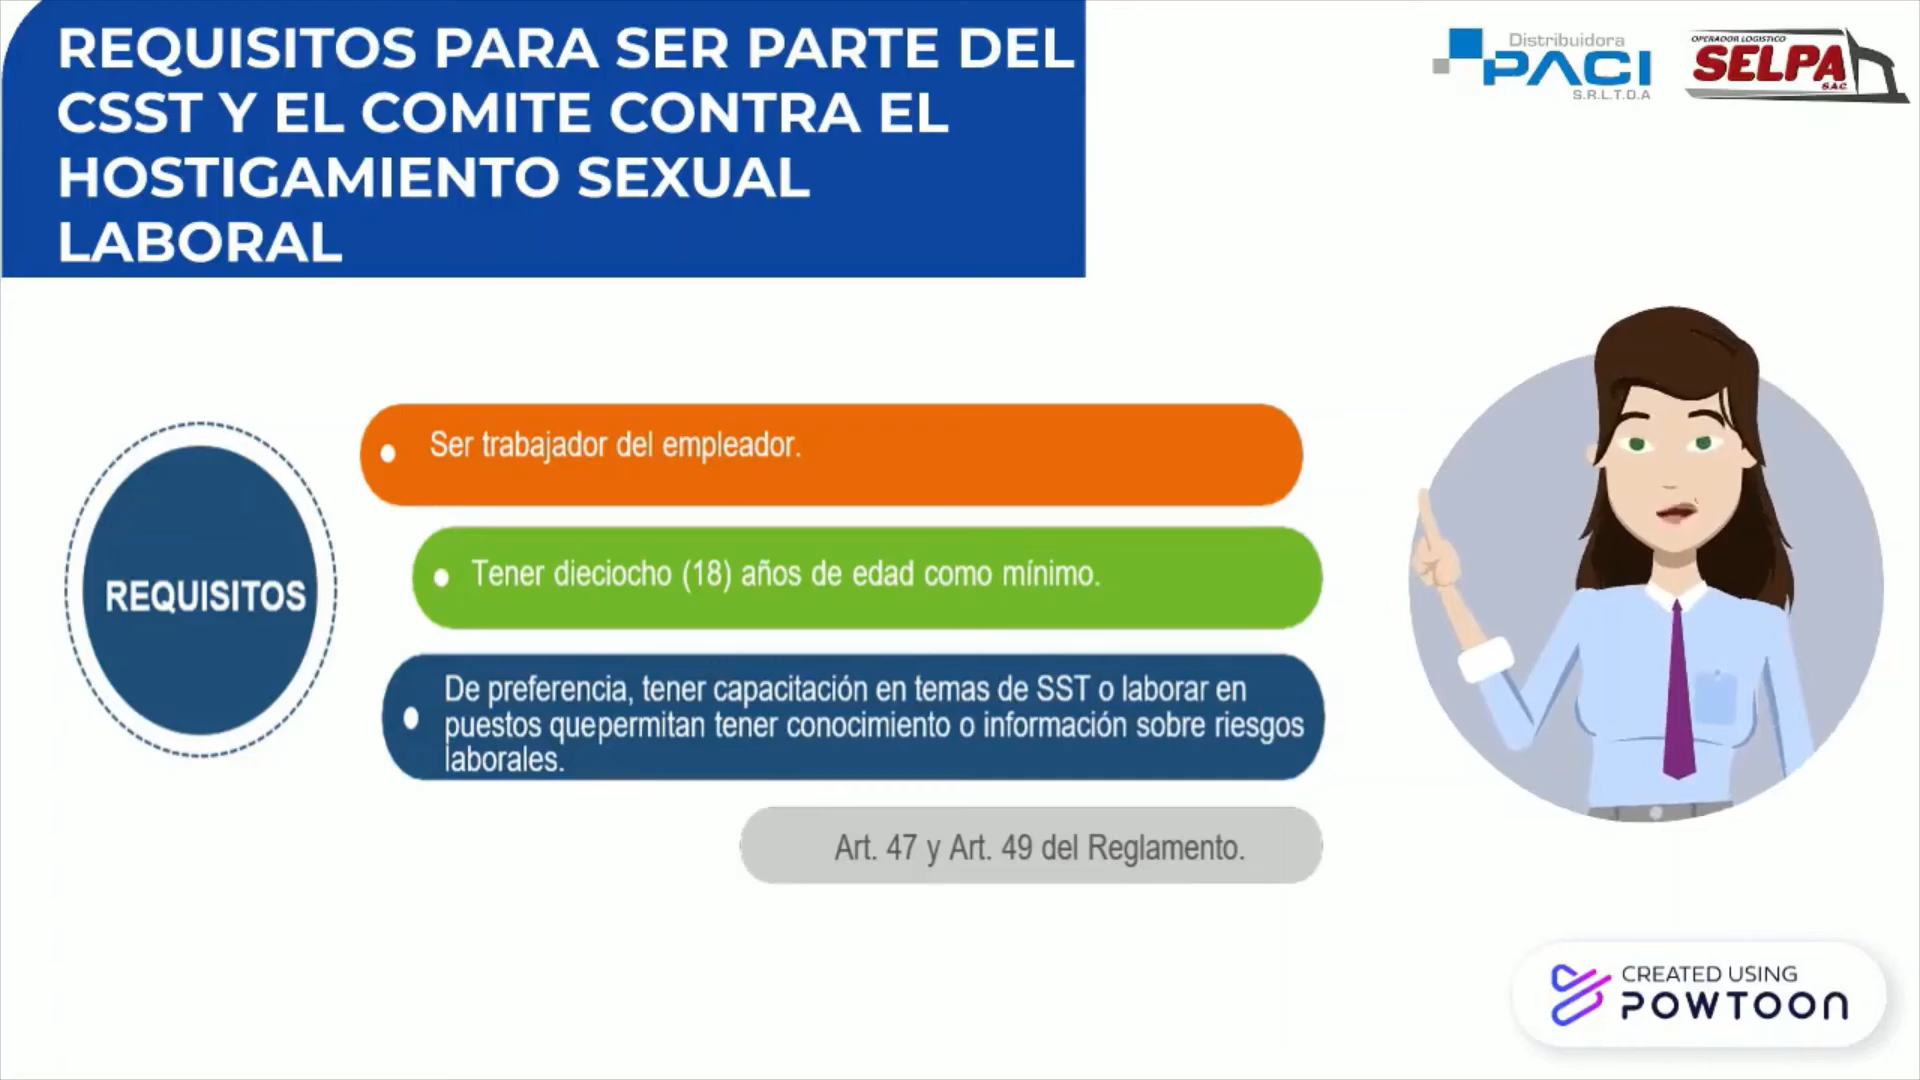 REQUISITOS PARA SER PARTE DEL
CSST Y EL COMITE CONTRA EL
HOSTIGAMIENTO SEXUAL
LABORAL
Distribuidora
PACI
S.R.L.T.D.A
OPERADOR LOGISTICO
SELPA
S.A.C.
REQUISITOS
Ser trabajador del empleador.
Tener dieciocho (18) años de edad como mínimo.
De preferencia, tener capacitación en temas de SST o laborar en
puestos quepermitan tener conocimiento o información sobre riesgos
laborales.
Art. 47 y Art. 49 del Reglamento.
CREATED USING
POWTOON